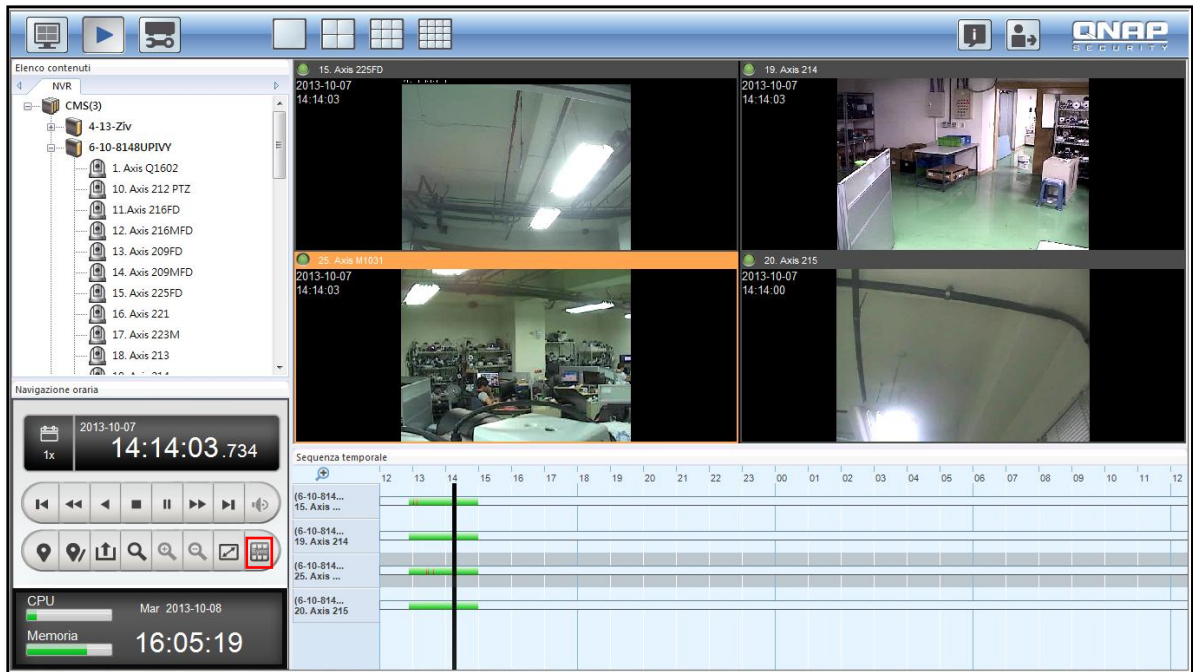 QNAP
SECURITY
Elenco contenuti
NVR
CMS(3)
4-13-Ziv
6-10-8148UPIVY
1. Axis Q1602
10. Axis 212 PTZ
11.Axis 216FD
12. Axis 216MFD
13. Axis 209FD
14. Axis 209MFD
15. Axis 225FD
16. Axis 221
17. Axis 223M
18. Axis 213
15. Axis 225FD
2013-10-07
14:14:03
19. Axis 214
2013-10-07
14:14:03
25. Axis M1031
2013-10-07
14:14:03
20. Axis 215
2013-10-07
14:14:00
Navigazione oraria
2013-10-07
1x 14:14:03.734
Sync
CPU
Mar 2013-10-08
Memoria
16:05:19
Sequenza temporale
12 13 14 15 16 17 18 19 20 21 22 23 00 01 02 03 04 05 06 07 08 09 10 11 12
(6-10-814...
15. Axis ...
(6-10-814...
19. Axis 214
(6-10-814...
25. Axis ...
(6-10-814...
20. Axis 215